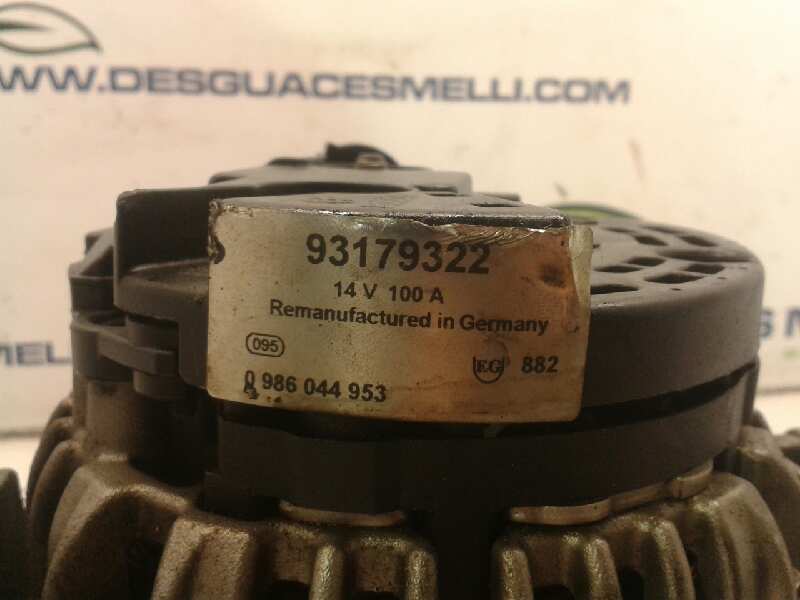 WWW.DESGUACESMELLI.COM
93179322
14 V 100 A
Remanufactured in Germany
095
EG 882
0 986 044 953